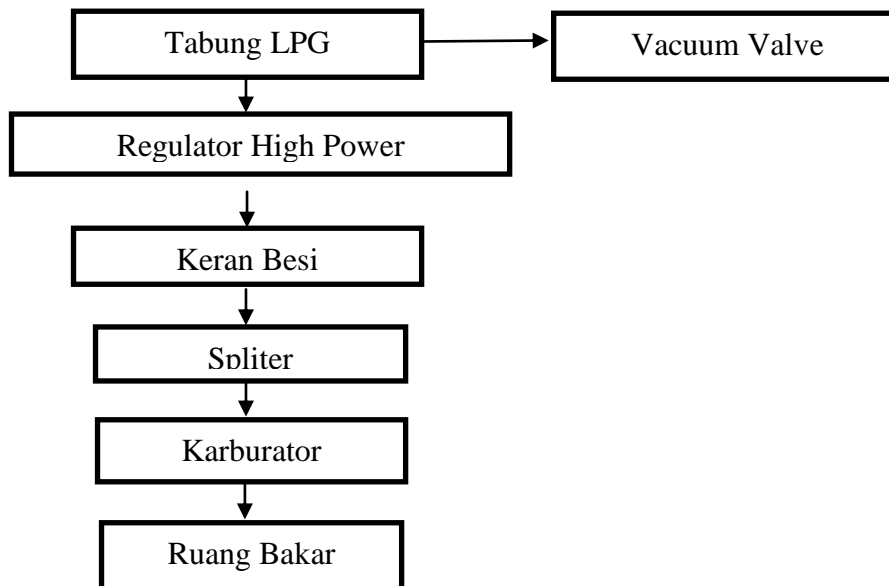 Tabung LPG
Vacuum Valve
Regulator High Power
Keran Besi
Spliter
Karburator
Ruang Bakar